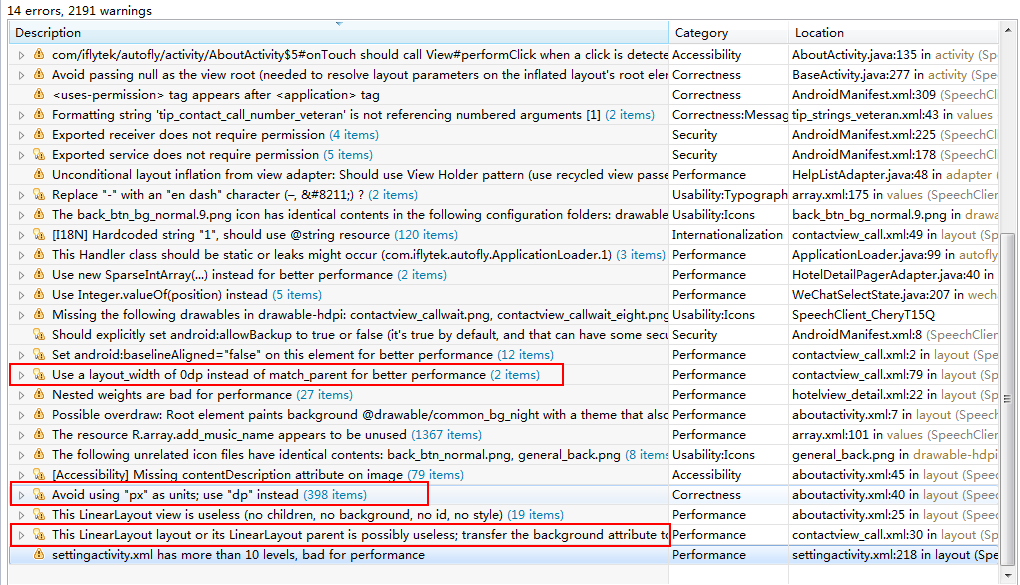 14 errors, 2191 warnings
Description Category Location
com/iflytek/autofly/activity/AboutActivity$5#onTouch should call View#performClick when a click is detecte Accessibility AboutActivity.java:135 in activity (Spe
Avoid passing null as the view root (needed to resolve layout parameters on the inflated layout's root eler Correctness BaseActivity.java:277 in activity (Spee
<uses-permission> tag appears after <application> tag Correctness AndroidManifest.xml:309 (SpeechCl
Formatting string 'tip_contact_call_number_veteran' is not referencing numbered arguments [1] (2 items) Correctness:Messag tip_strings_veteran.xml:43 in values
Exported receiver does not require permission (4 items) Security AndroidManifest.xml:225 (SpeechCl
Exported service does not require permission (5 items) Security AndroidManifest.xml:178 (SpeechCl
Unconditional layout inflation from view adapter: Should use View Holder pattern (use recycled view passe Performance HelpListAdapter.java:48 in adapter (
Replace "-" with an "en dash" character (–, &#8211;) ? (2 items) Usability:Typograph array.xml:175 in values (SpeechClien
The back_btn_bg_normal.9.png icon has identical contents in the following configuration folders: drawable Usability:Icons back_btn_bg_normal.9.png in drawa
[I18N] Hardcoded string "1", should use @string resource (120 items) Internationalization contactview_call.xml:49 in layout (Sp
This Handler class should be static or leaks might occur (com.iflytek.autofly.ApplicationLoader.1) (3 items) Performance ApplicationLoader.java:99 in autofly
Use new SparseIntArray(...) instead for better performance (2 items) Performance HotelDetailPagerAdapter.java:40 in
Use Integer.valueOf(position) instead (5 items) Performance WeChatSelectState.java:207 in wech
Missing the following drawables in drawable-hdpi: contactview_callwait.png, contactview_callwait_eight.png Usability:Icons SpeechClient_CheryT15Q
Should explicitly set android:allowBackup to true or false (it's true by default, and that can have some secu Security AndroidManifest.xml:8 (SpeechClien
Set android:baselineAligned="false" on this element for better performance (12 items) Performance contactview_call.xml:2 in layout (Spe
Use a layout_width of 0dp instead of match_parent for better performance (2 items) Performance contactview_call.xml:79 in layout (Sp
Nested weights are bad for performance (27 items) Performance hotelview_detail.xml:22 in layout (Sp
Possible overdraw: Root element paints background @drawable/common_bg_night with a theme that also Performance aboutactivity.xml:7 in layout (Speech
The resource R.array.add_music_name appears to be unused (1367 items) Performance array.xml:101 in values (SpeechClien
The following unrelated icon files have identical contents: back_btn_normal.png, general_back.png (8 items Usability:Icons general_back.png in drawable-hdpi
[Accessibility] Missing contentDescription attribute on image (79 items) Accessibility aboutactivity.xml:45 in layout (Speec
Avoid using "px" as units; use "dp" instead (398 items) Correctness aboutactivity.xml:40 in layout (Speec
This LinearLayout view is useless (no children, no background, no id, no style) (19 items) Performance aboutactivity.xml:25 in layout (Speec
This LinearLayout layout or its LinearLayout parent is possibly useless; transfer the background attribute to Performance contactview_call.xml:30 in layout (Sp
settingactivity.xml has more than 10 levels, bad for performance Performance settingactivity.xml:218 in layout (Spe